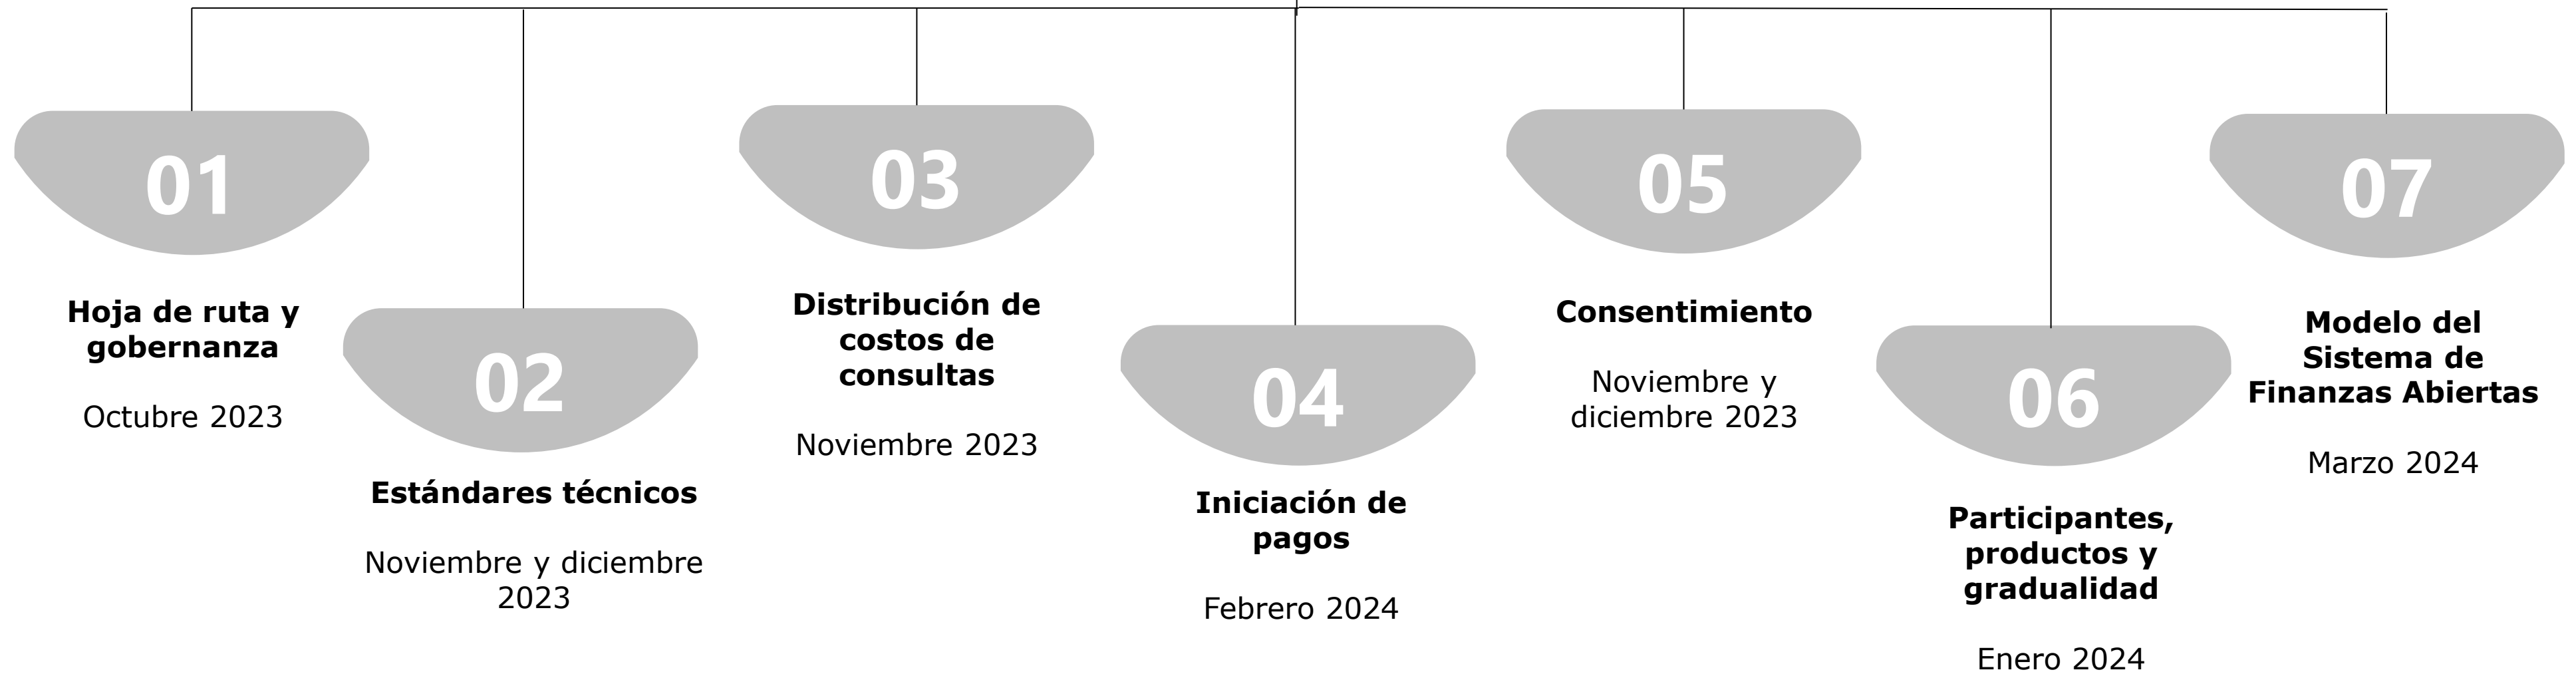 01
Hoja de ruta y
gobernanza
Octubre 2023
02
Estándares técnicos
Noviembre y diciembre
2023
03
Distribución de
costos de
consultas
Noviembre 2023
04
Iniciación de
pagos
Febrero 2024
05
Consentimiento
Noviembre y
diciembre 2023
06
Participantes,
productos y
gradualidad
Enero 2024
07
Modelo del
Sistema de
Finanzas Abiertas
Marzo 2024